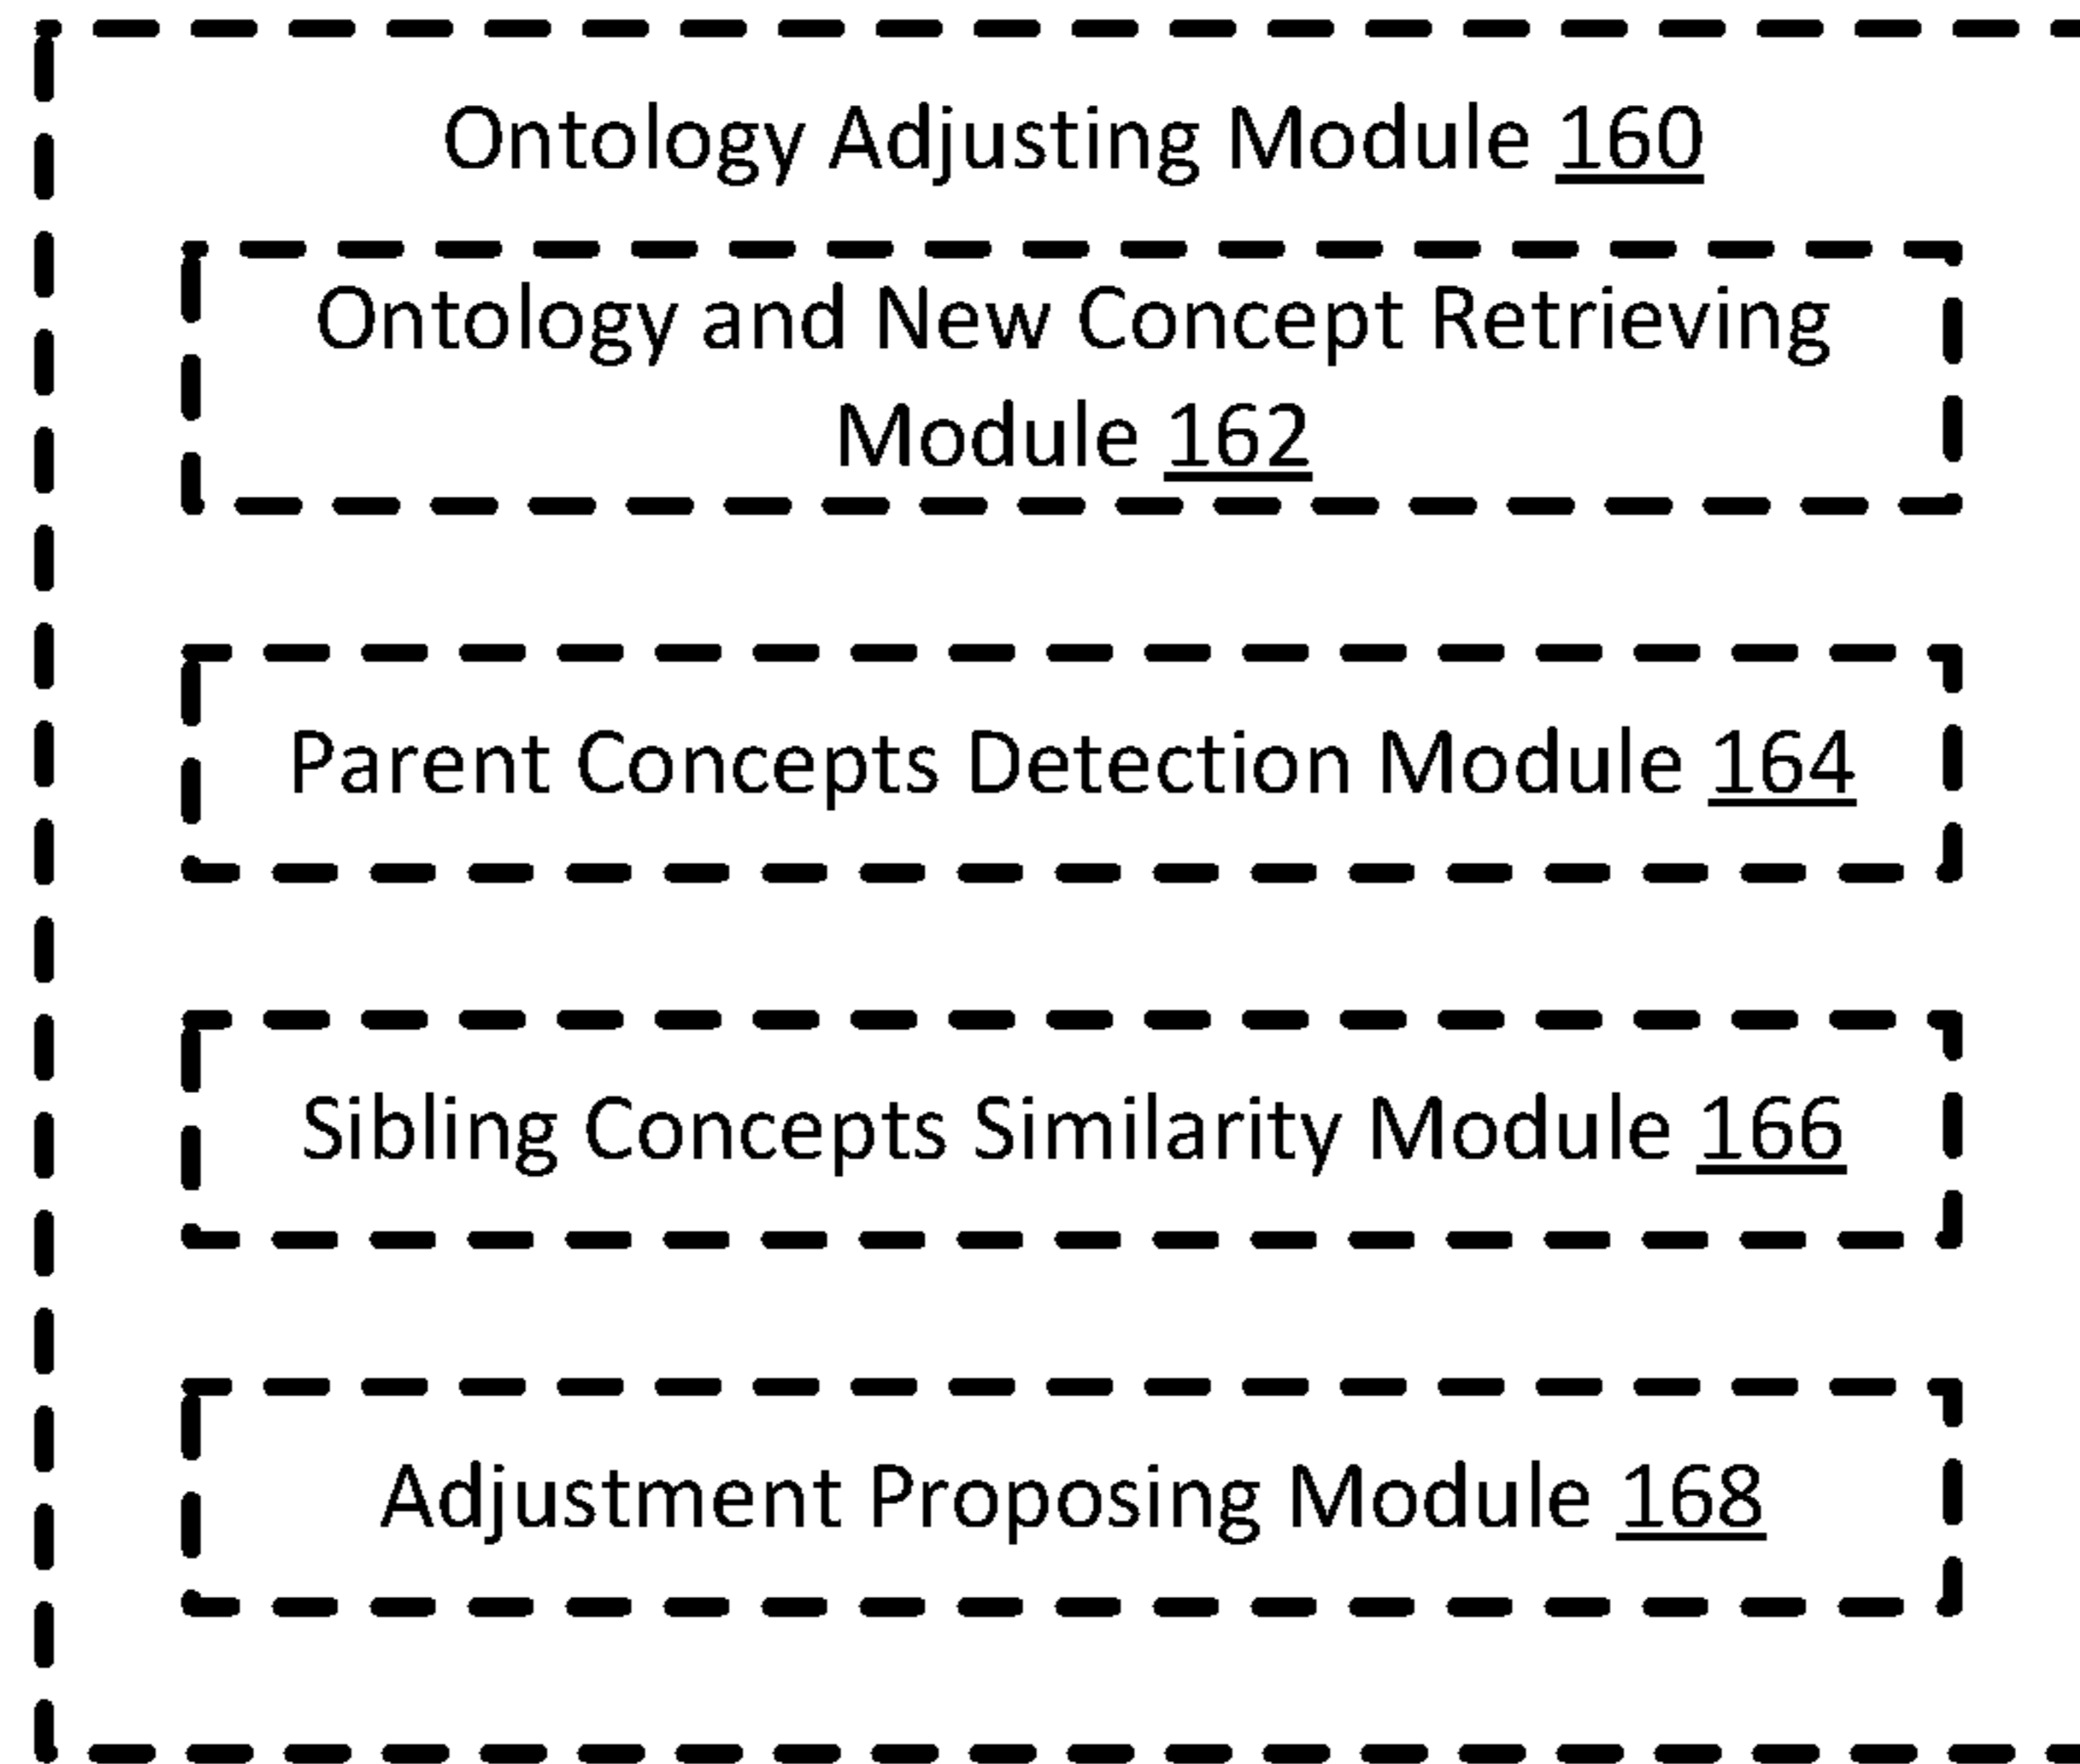 Ontology Adjusting Module 160
Ontology and New Concept Retrieving
Module 162
Parent Concepts Detection Module 164
Sibling Concepts Similarity Module 166
Adjustment Proposing Module 168